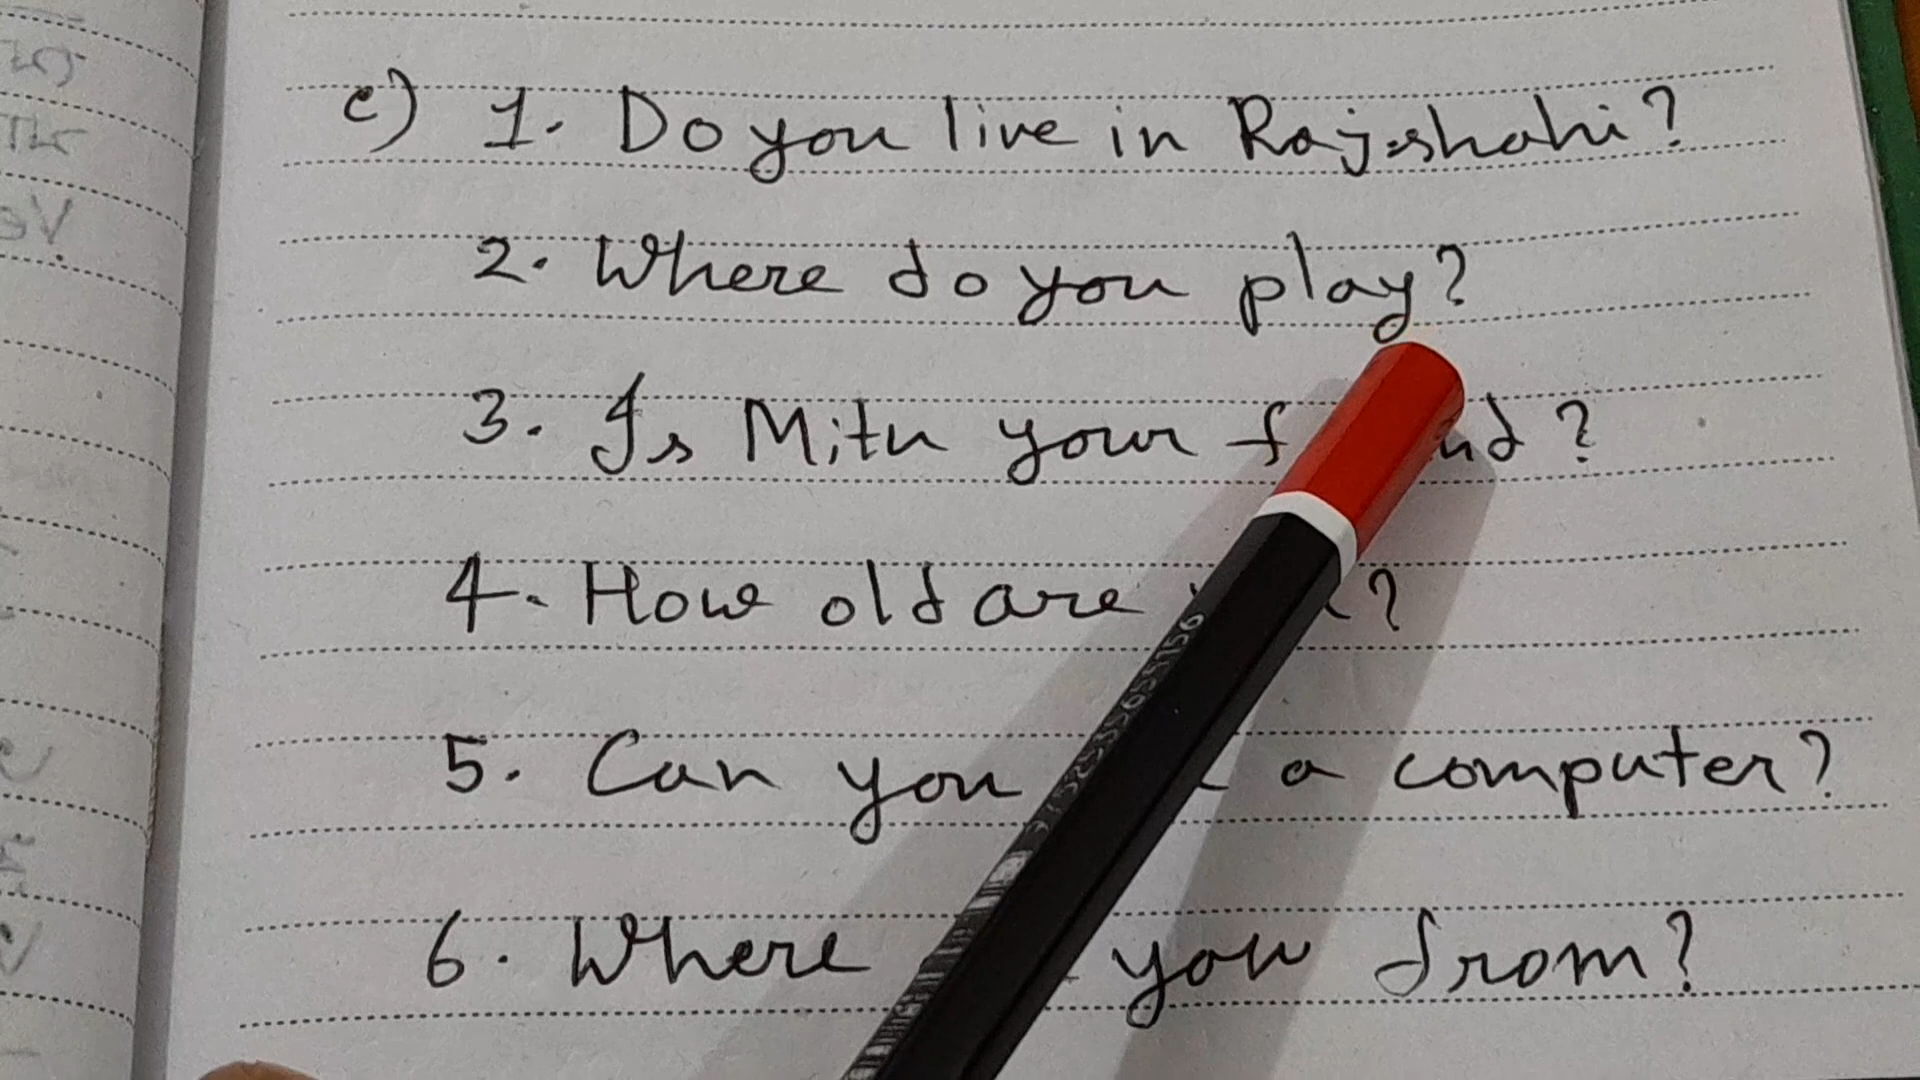 c) 1. Do you live in Rajshahi?
2. Where do you play?
3. Is Mitu your ?
4. How old are ?
5. Can you a computer?
6. Where you from?